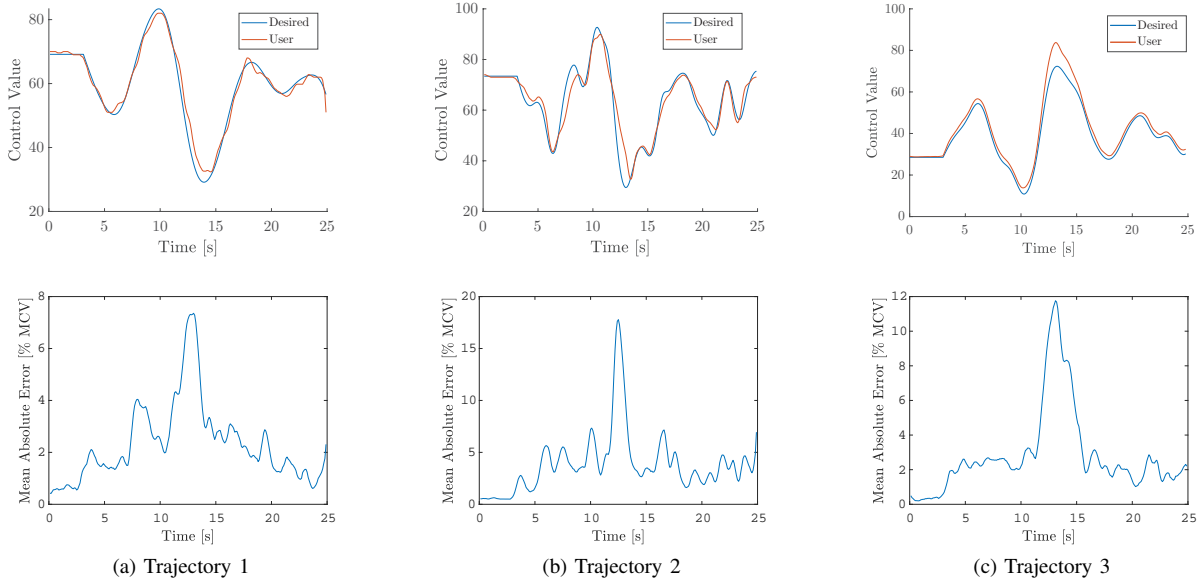 80
60
40
20
Control Value
0 5 10 15 20 25
Time [s]
Desired
User
100
80
60
40
20
Control Value
0 5 10 15 20 25
Time [s]
Desired
User
100
80
60
40
20
0
Control Value
0 5 10 15 20 25
Time [s]
Desired
User
8
6
4
2
0
Mean Absolute Error [% MCV]
0 5 10 15 20 25
Time [s]
20
15
10
5
0
Mean Absolute Error [% MCV]
0 5 10 15 20 25
Time [s]
12
10
8
6
4
2
0
Mean Absolute Error [% MCV]
0 5 10 15 20 25
Time [s]
(a) Trajectory 1
(b) Trajectory 2
(c) Trajectory 3